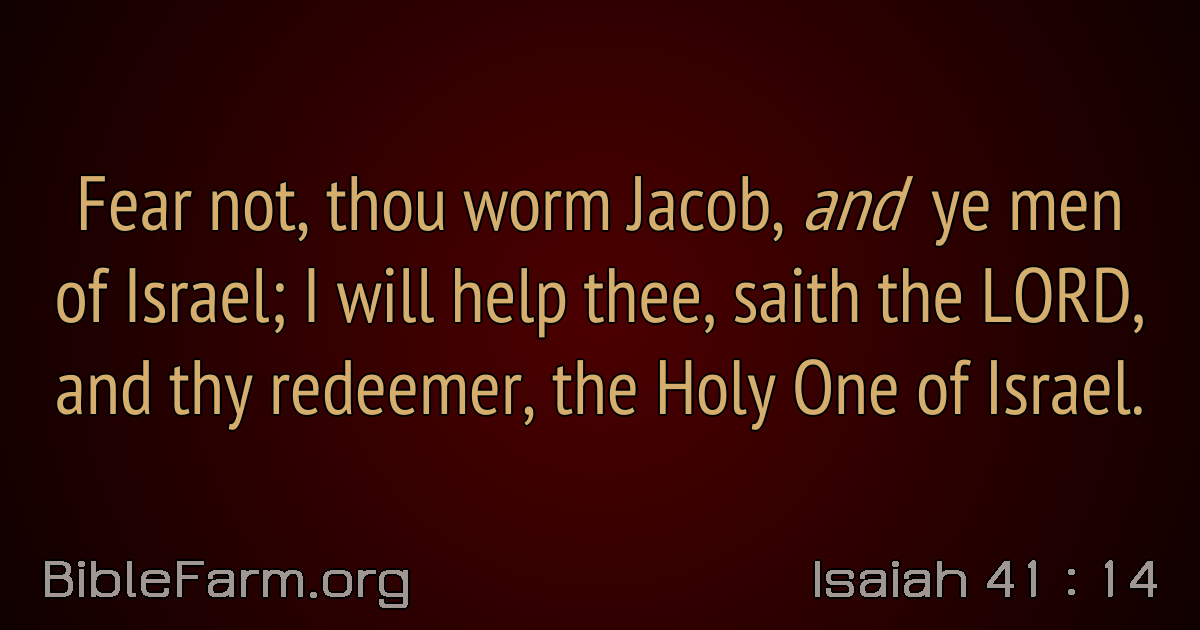 Fear not, thou worm Jacob, and ye men
of Israel; I will help thee, saith the LORD,
and thy redeemer, the Holy One of Israel.
BibleFarm.org
Isaiah 41 : 14